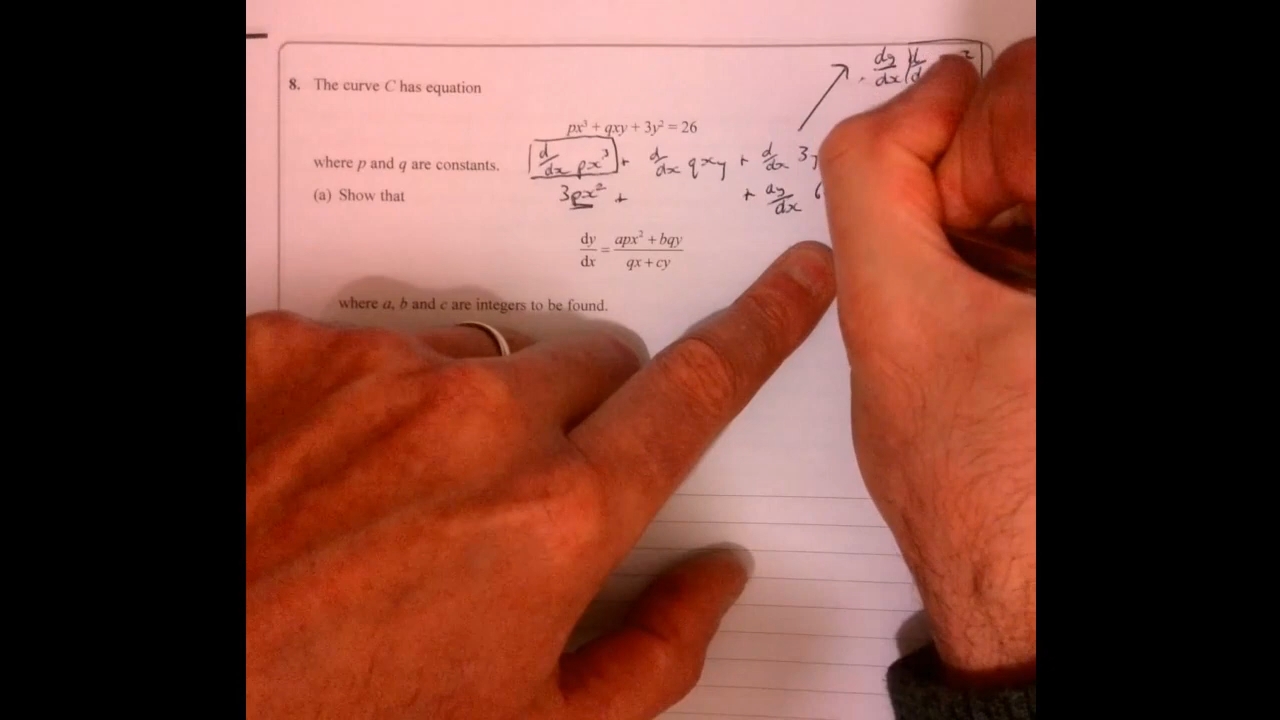 8. The curve C has equation
px³ + qxy + 3y² = 26
where p and q are constants.
(a) Show that
dy/dx = (apx² + bqy)/(qx + cy)
where a, b and c are integers to be found.
d/dx px³ + d/dx qxy + d/dx 3y
3px² + + dy/dx 6
dy/dx